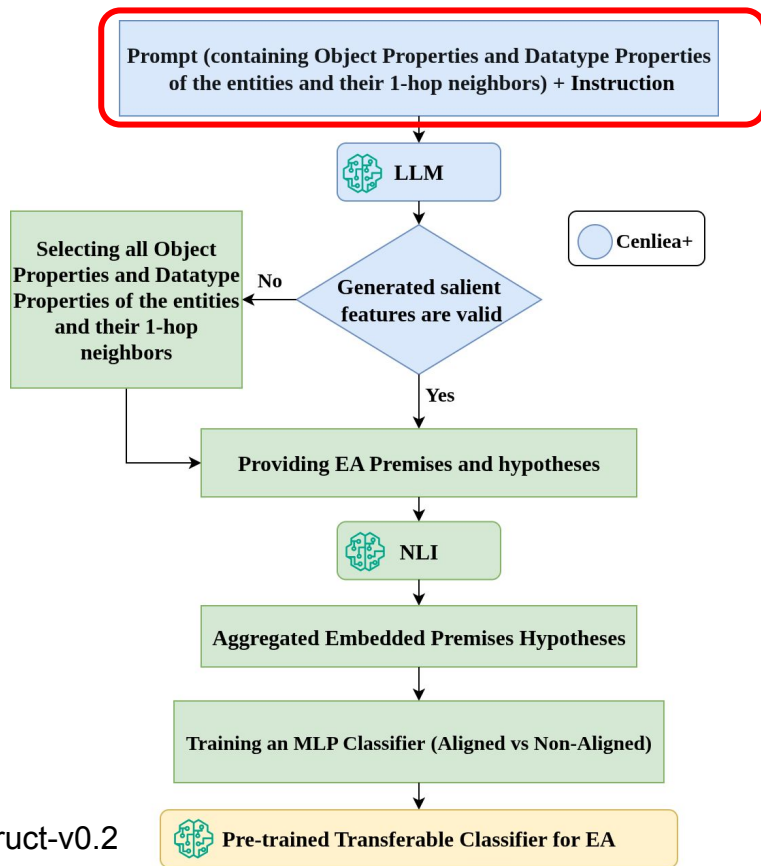 Prompt (containing Object Properties and Datatype Properties
of the entities and their 1-hop neighbors) + Instruction
LLM
Cenliea+
Selecting all Object
Properties and Datatype
Properties of the entities
and their 1-hop
neighbors
No
Generated salient
features are valid
Yes
Providing EA Premises and hypotheses
NLI
Aggregated Embedded Premises Hypotheses
Training an MLP Classifier (Aligned vs Non-Aligned)
ruct-v0.2
Pre-trained Transferable Classifier for EA